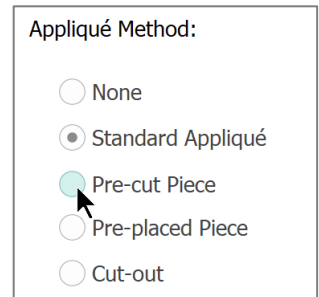 Appliqué Method:
None
Standard Appliqué
Pre-cut Piece
Pre-placed Piece
Cut-out